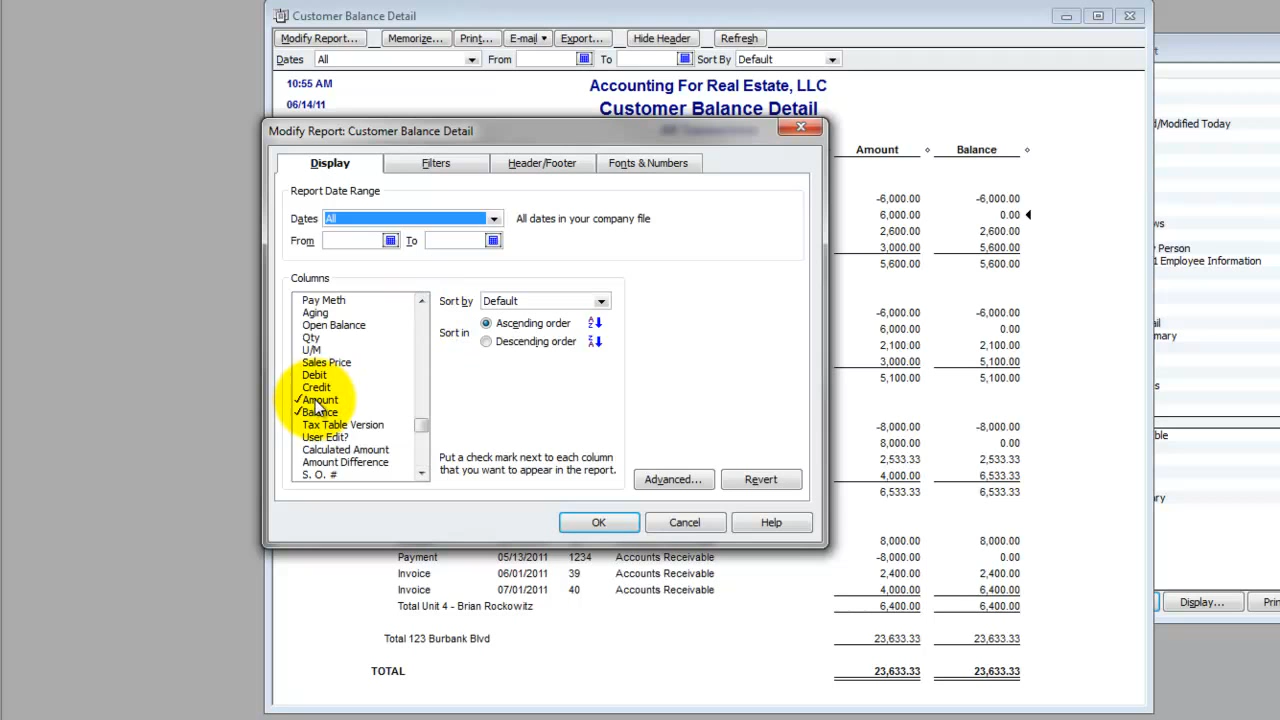 Customer Balance Detail
Modify Report... Memorize... Print... E-mail Export... Hide Header Refresh
Dates All From To Sort By Default
10:55 AM
06/14/11
Accounting For Real Estate, LLC
Customer Balance Detail
Modify Report: Customer Balance Detail
Display Filters Header/Footer Fonts & Numbers
Report Date Range
Dates All All dates in your company file
From To
Columns
Pay Meth
Aging
Open Balance
Qty
U/M
Sales Price
Debit
Credit
Amount
Balance
Tax Table Version
User Edit?
Calculated Amount
Amount Difference
S. O. #
Sort by Default
Sort in Ascending order
Descending order
Put a check mark next to each column
that you want to appear in the report.
Advanced... Revert
OK Cancel Help
Amount Balance
-6,000.00 -6,000.00
6,000.00 0.00
2,600.00 2,600.00
3,000.00 5,600.00
5,600.00 5,600.00
-6,000.00 -6,000.00
6,000.00 0.00
2,100.00 2,100.00
3,000.00 5,100.00
5,100.00 5,100.00
-8,000.00 -8,000.00
8,000.00 0.00
2,533.33 2,533.33
4,000.00 6,533.33
6,533.33 6,533.33
8,000.00 8,000.00
Payment 05/13/2011 1234 Accounts Receivable -8,000.00 0.00
Invoice 06/01/2011 39 Accounts Receivable 2,400.00 2,400.00
Invoice 07/01/2011 40 Accounts Receivable 4,000.00 6,400.00
Total Unit 4 - Brian Rockowitz 6,400.00 6,400.00
Total 123 Burbank Blvd 23,633.33 23,633.33
TOTAL 23,633.33 23,633.33
d/Modified Today
Person
1 Employee Information
Display...